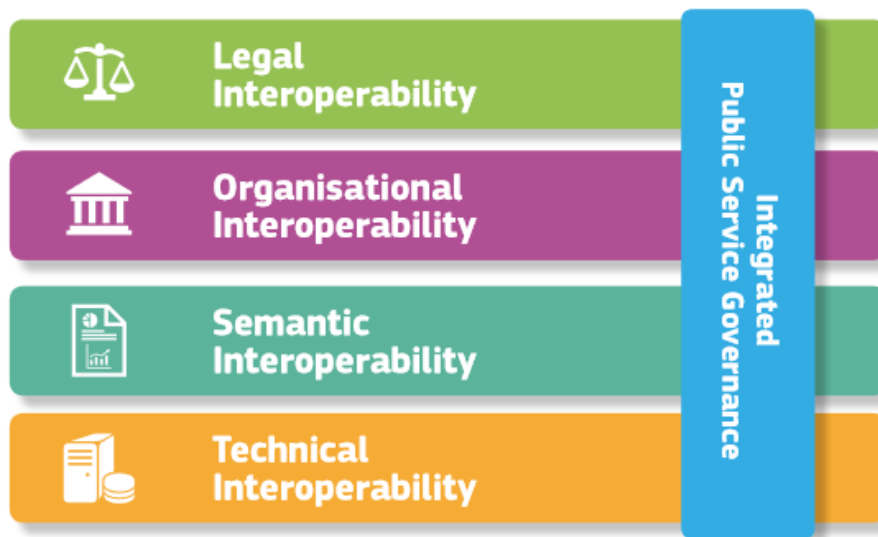 Legal
Interoperability
Organisational
Interoperability
Semantic
Interoperability
Technical
Interoperability
Integrated
Public Service Governance